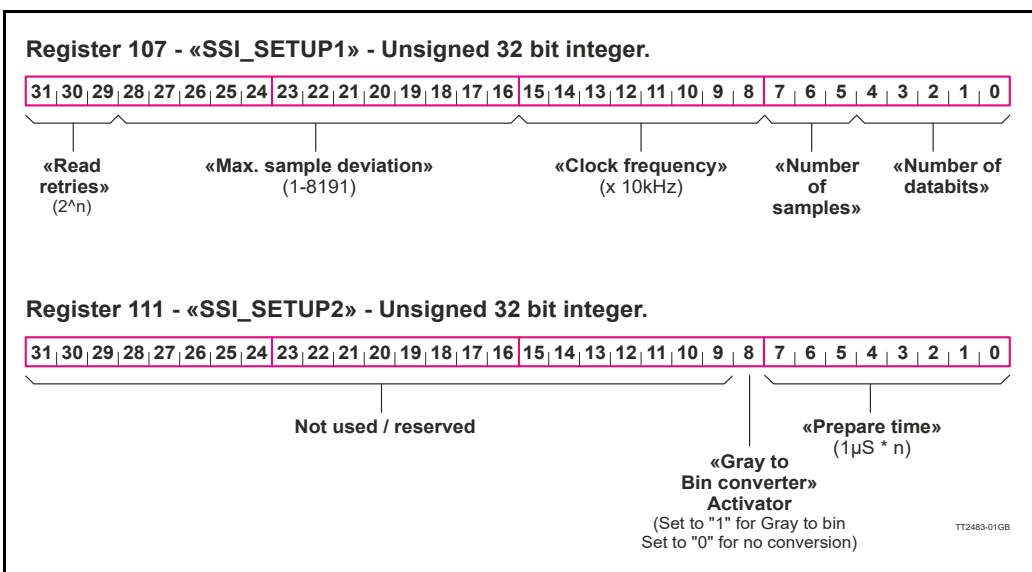 Register 107 - «SSI_SETUP1» - Unsigned 32 bit integer.
31 30 29 28 27 26 25 24 23 22 21 20 19 18 17 16 15 14 13 12 11 10 9 8 7 6 5 4 3 2 1 0
«Read
retries»
(2^n)
«Max. sample deviation»
(1-8191)
«Clock frequency»
(x 10kHz)
«Number
of
samples»
«Number of
databits»
Register 111 - «SSI_SETUP2» - Unsigned 32 bit integer.
31 30 29 28 27 26 25 24 23 22 21 20 19 18 17 16 15 14 13 12 11 10 9 8 7 6 5 4 3 2 1 0
Not used / reserved
«Gray to
Bin converter»
Activator
(Set to "1" for Gray to bin
Set to "0" for no conversion)
«Prepare time»
(1µS * n)
TT2483-01GB